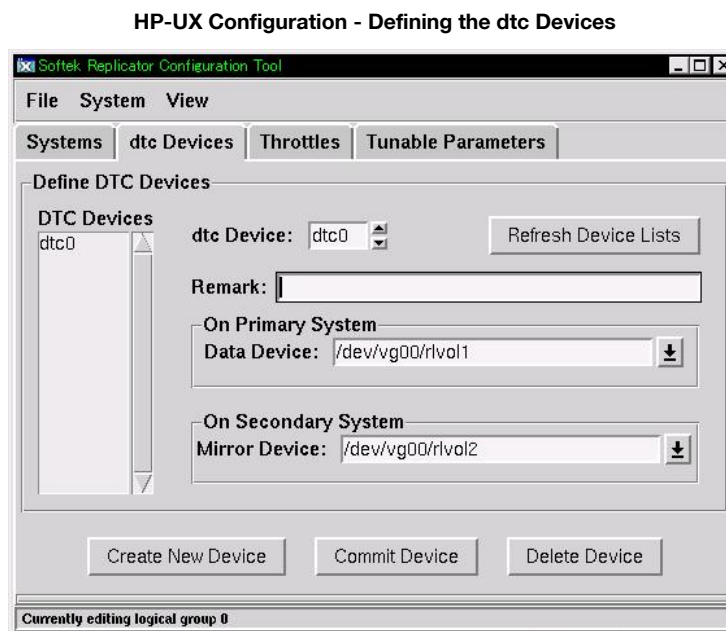 HP-UX Configuration - Defining the dtc Devices
Softek Replicator Configuration Tool
File System View
Systems dtc Devices Throttles Tunable Parameters
Define DTC Devices
DTC Devices
dtc0
dtc Device: dtc0 Refresh Device Lists
Remark:
On Primary System
Data Device: /dev/vg00/rlvol1
On Secondary System
Mirror Device: /dev/vg00/rlvol2
Create New Device Commit Device Delete Device
Currently editing logical group 0